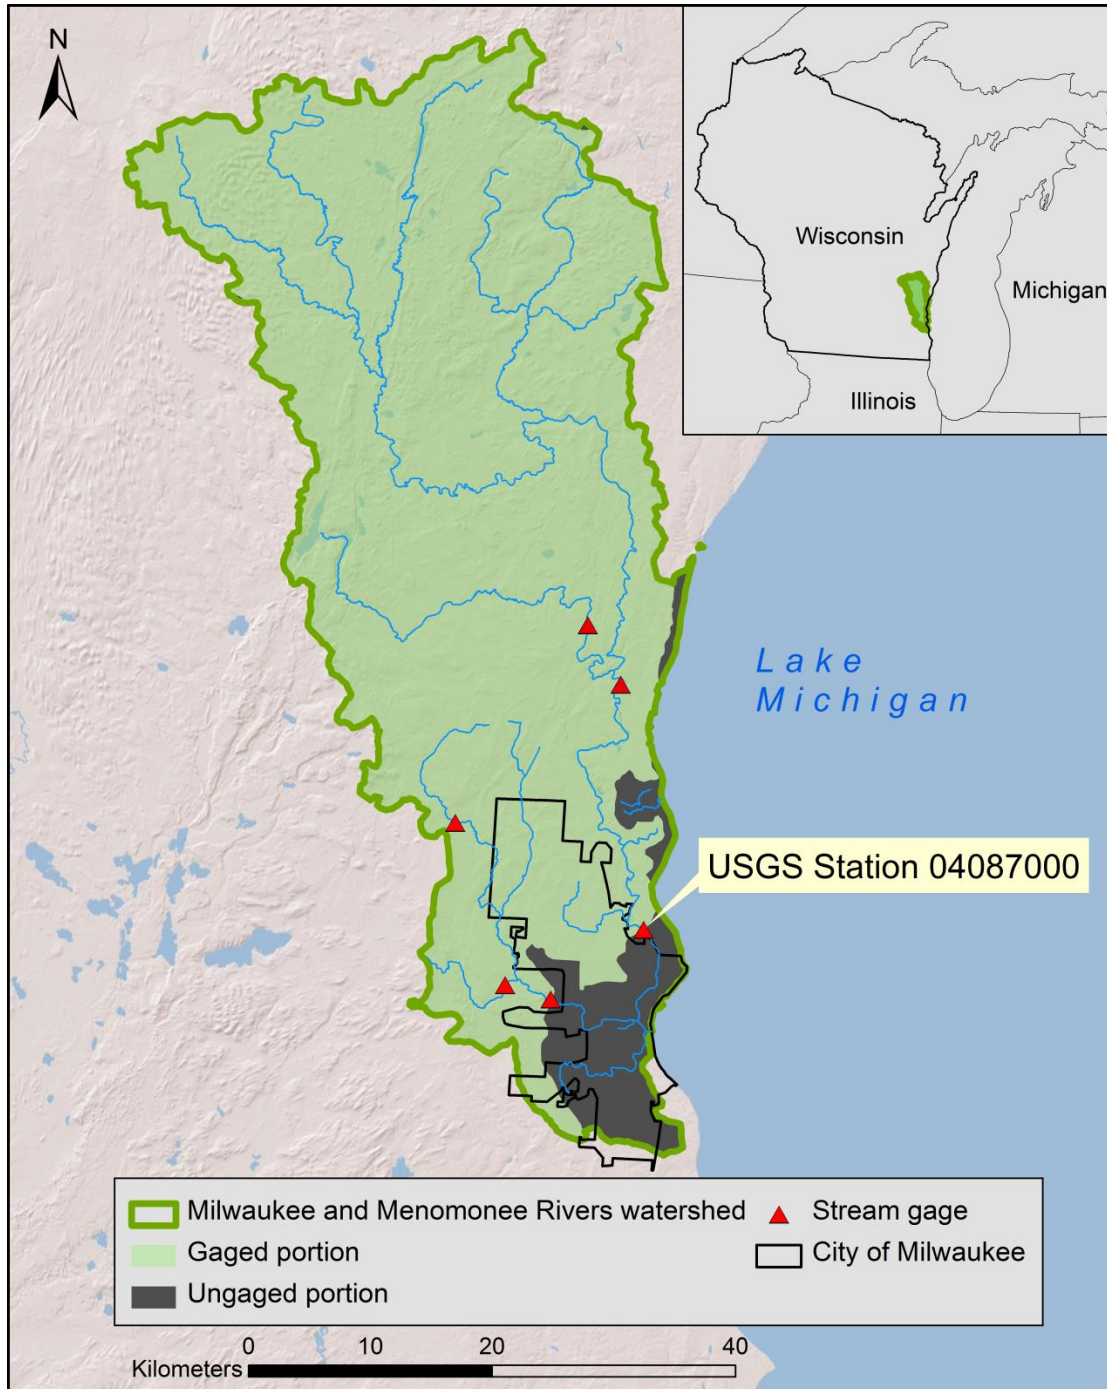 N
Wisconsin
Michigan
Illinois
Lake
Michigan
USGS Station 04087000
Milwaukee and Menomonee Rivers watershed
Stream gage
Gaged portion
City of Milwaukee
Ungaged portion
0 10 20 40
Kilometers